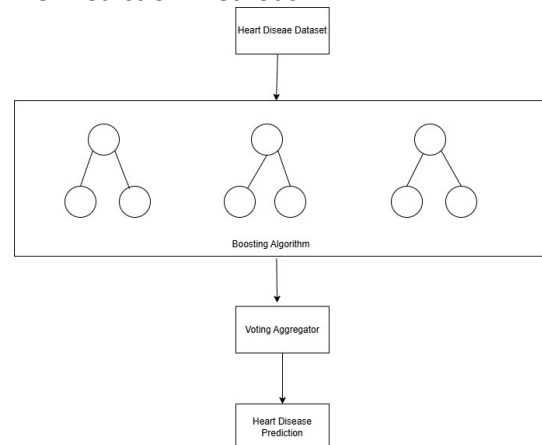 Heart Diseae Dataset
Boosting Algorithm
Voting Aggregator
Heart Disease
Prediction